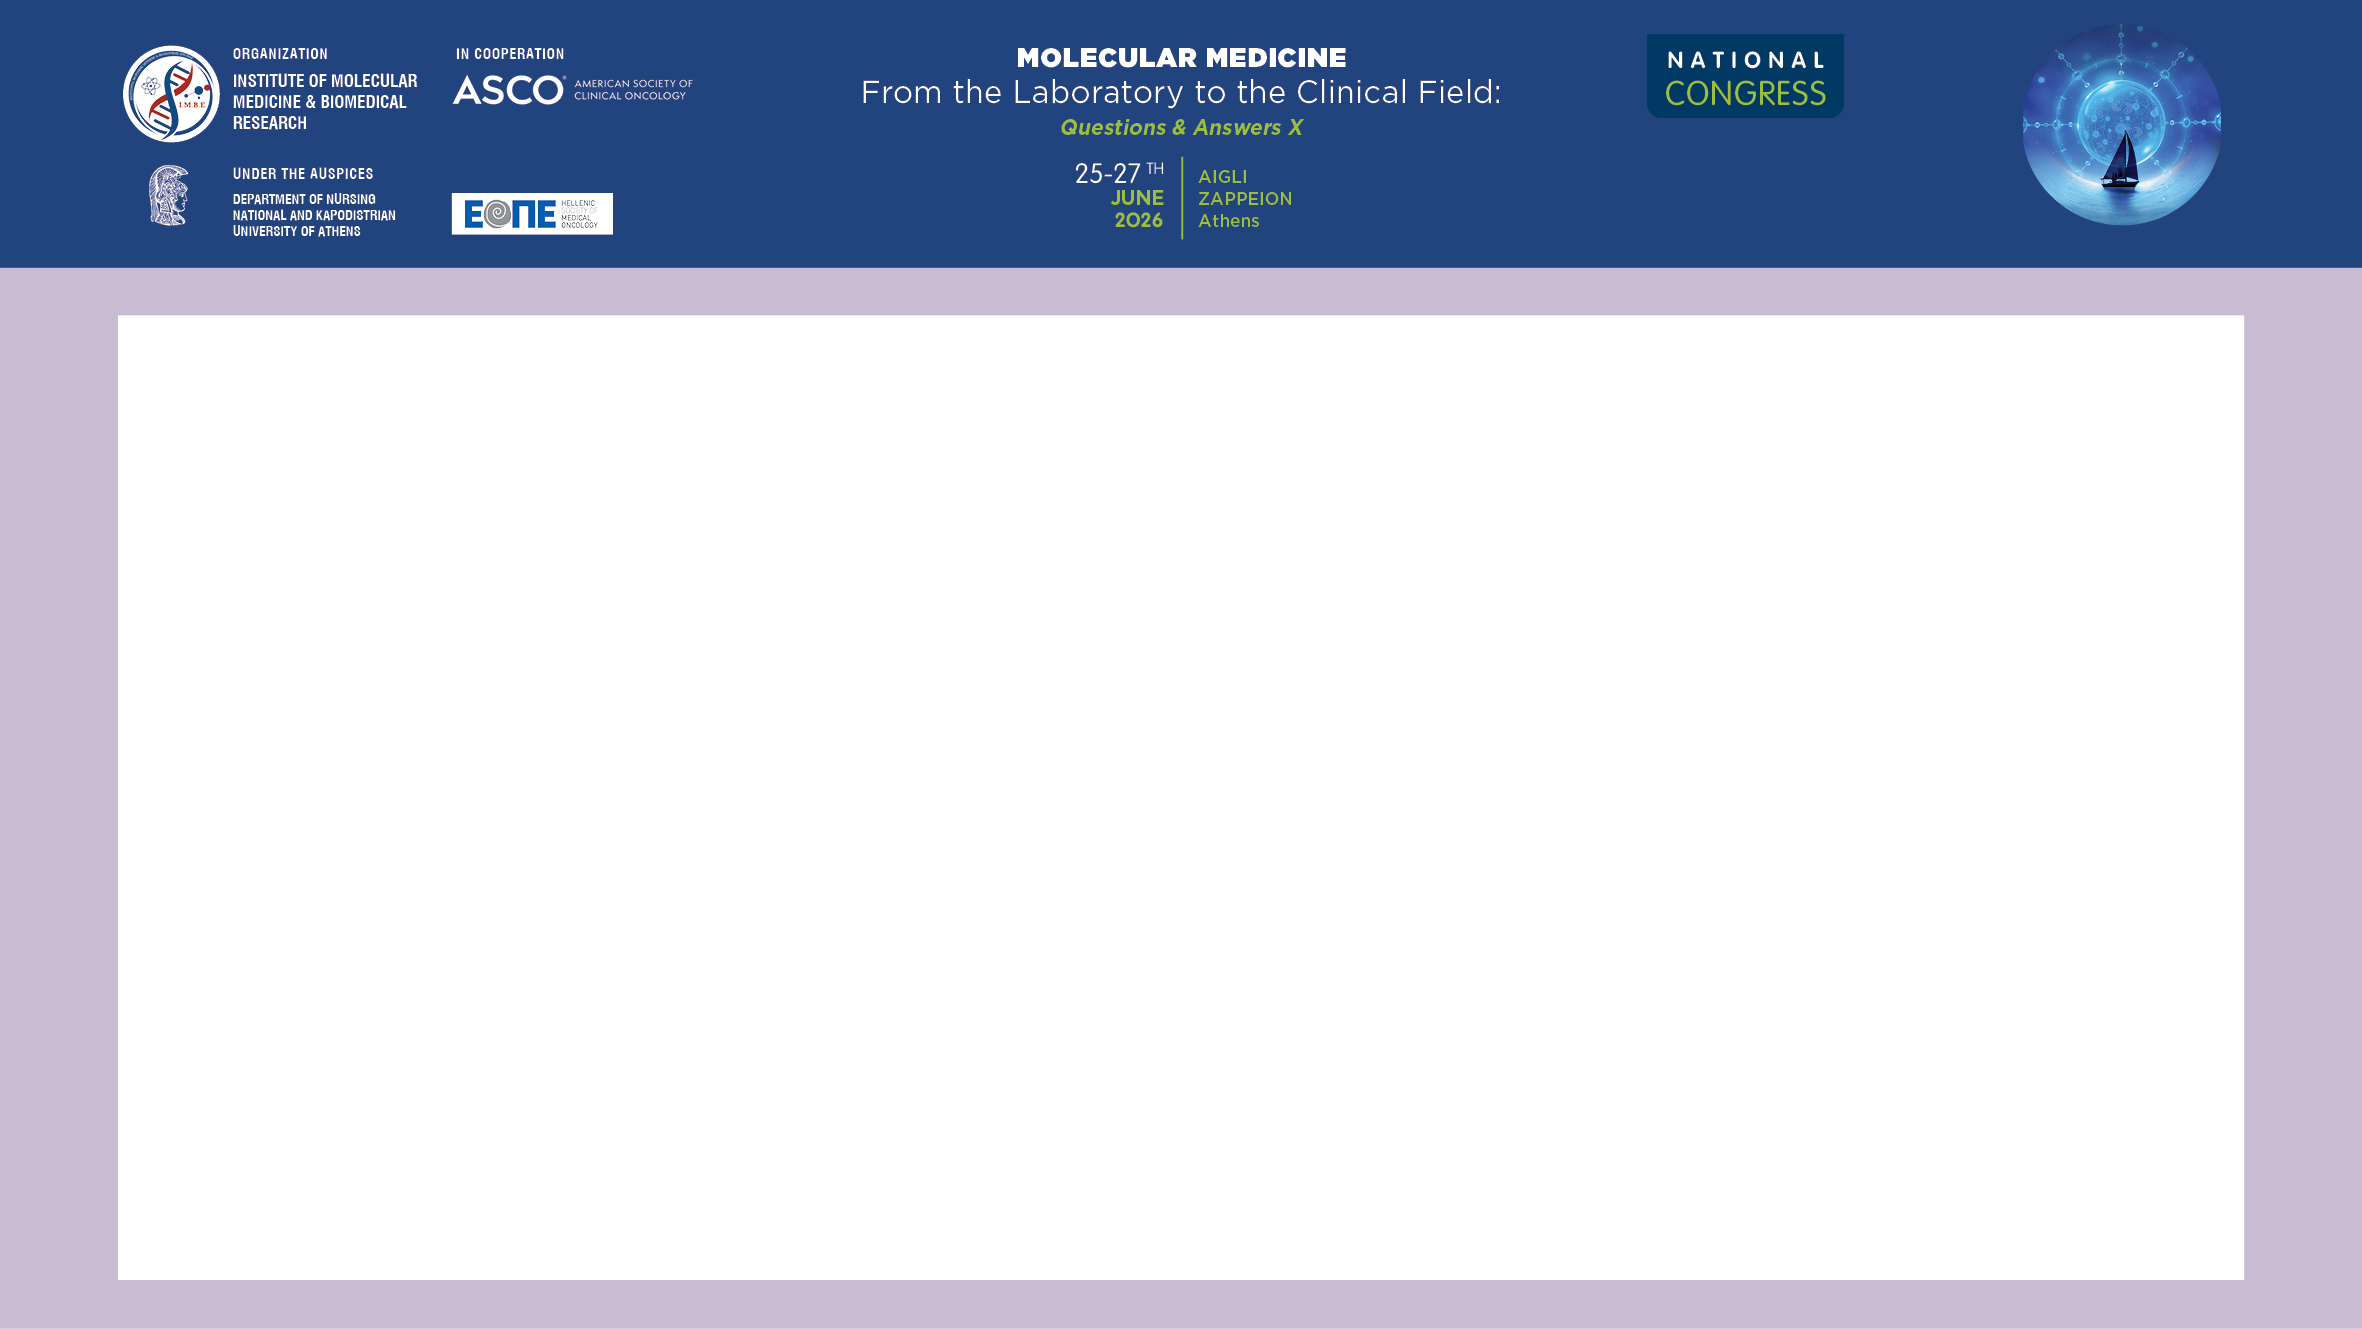 ORGANIZATION
INSTITUTE OF MOLECULAR
MEDICINE & BIOMEDICAL
RESEARCH
I.M.B.E.
IN COOPERATION
ASCO® AMERICAN SOCIETY OF
CLINICAL ONCOLOGY
UNDER THE AUSPICES
DEPARTMENT OF NURSING
NATIONAL AND KAPODISTRIAN
UNIVERSITY OF ATHENS
ΕΟΠΕ
HELLENIC
SOCIETY OF
MEDICAL
ONCOLOGY
MOLECULAR MEDICINE
From the Laboratory to the Clinical Field:
Questions & Answers X
25-27 TH
JUNE
2026
AIGLI
ZAPPEION
Athens
NATIONAL
CONGRESS